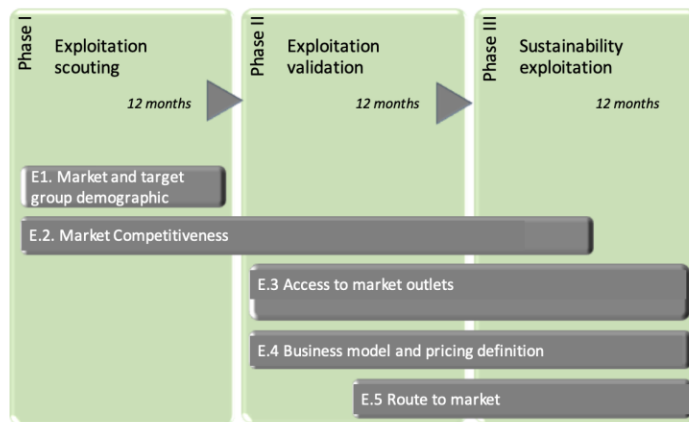 Phase I
Exploitation
scouting
12 months
Phase II
Exploitation
validation
12 months
Phase III
Sustainability
exploitation
12 months
E1. Market and target
group demographic
E.2. Market Competitiveness
E.3 Access to market outlets
E.4 Business model and pricing definition
E.5 Route to market